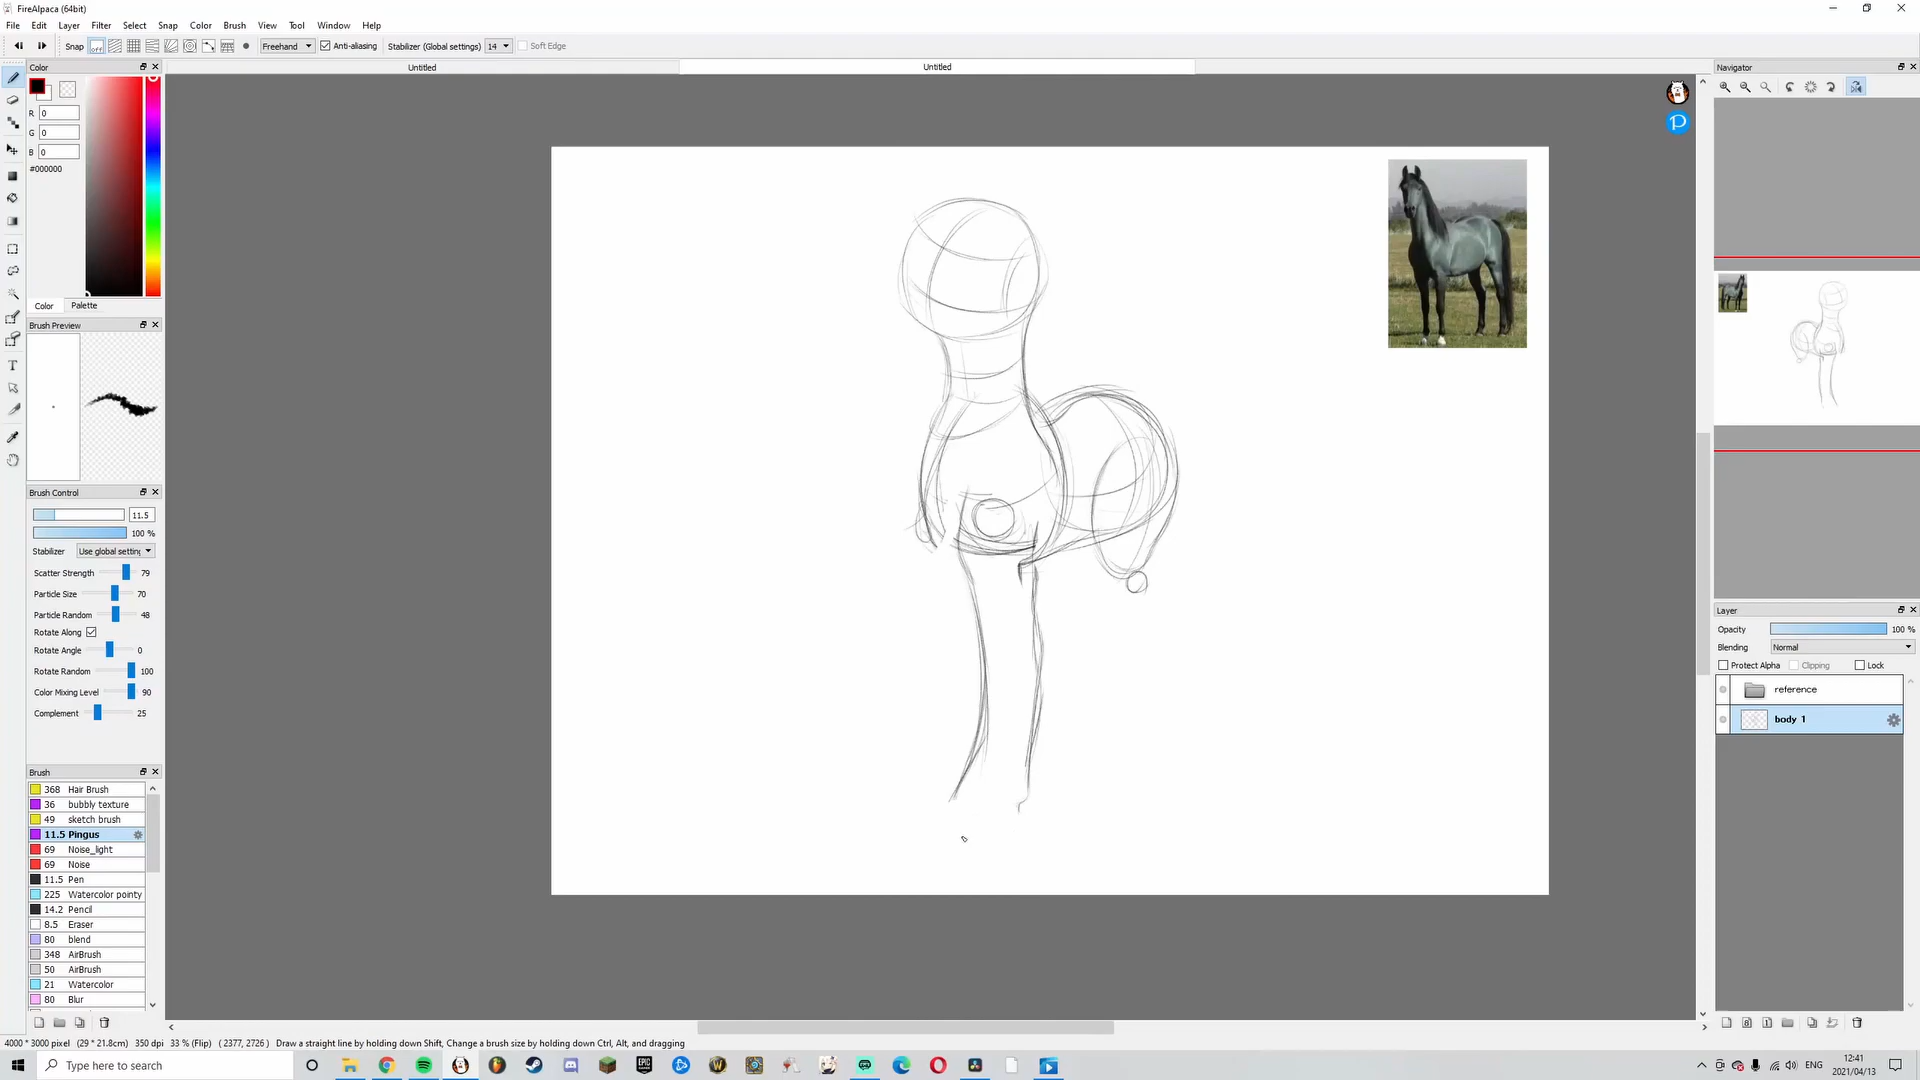 FireAlpaca (64bit)
File Edit Layer Filter Select Snap Color Brush View Tool Window Help
Snap off Freehand Anti-aliasing Stabilizer (Global settings) 14 Soft Edge
Color Untitled Untitled Navigator
R 0
G 0
B 0
#000000
Color Palette
Brush Preview
Brush Control
11.5
100 %
Stabilizer Use global setting
Scatter Strength 79
Particle Size 70
Particle Random 48
Rotate Along
Rotate Angle 0
Rotate Random 100
Color Mixing Level 90
Complement 25
Brush
368 Hair Brush
36 bubbly texture
49 sketch brush
11.5 Pingus
69 Noise_light
69 Noise
11.5 Pen
225 Watercolor pointy
14.2 Pencil
8.5 Eraser
80 blend
348 AirBrush
50 AirBrush
21 Watercolor
80 Blur
Layer
Opacity 100 %
Blending Normal
Protect Alpha Clipping Lock
reference
body 1
4000 * 3000 pixel (29 * 21.8cm) 350 dpi 33 % (Flip) ( 2377, 2726 ) Draw a straight line by holding down Shift, Change a brush size by holding down Ctrl, Alt, and dragging
Type here to search
ENG
12:41
2021/04/13